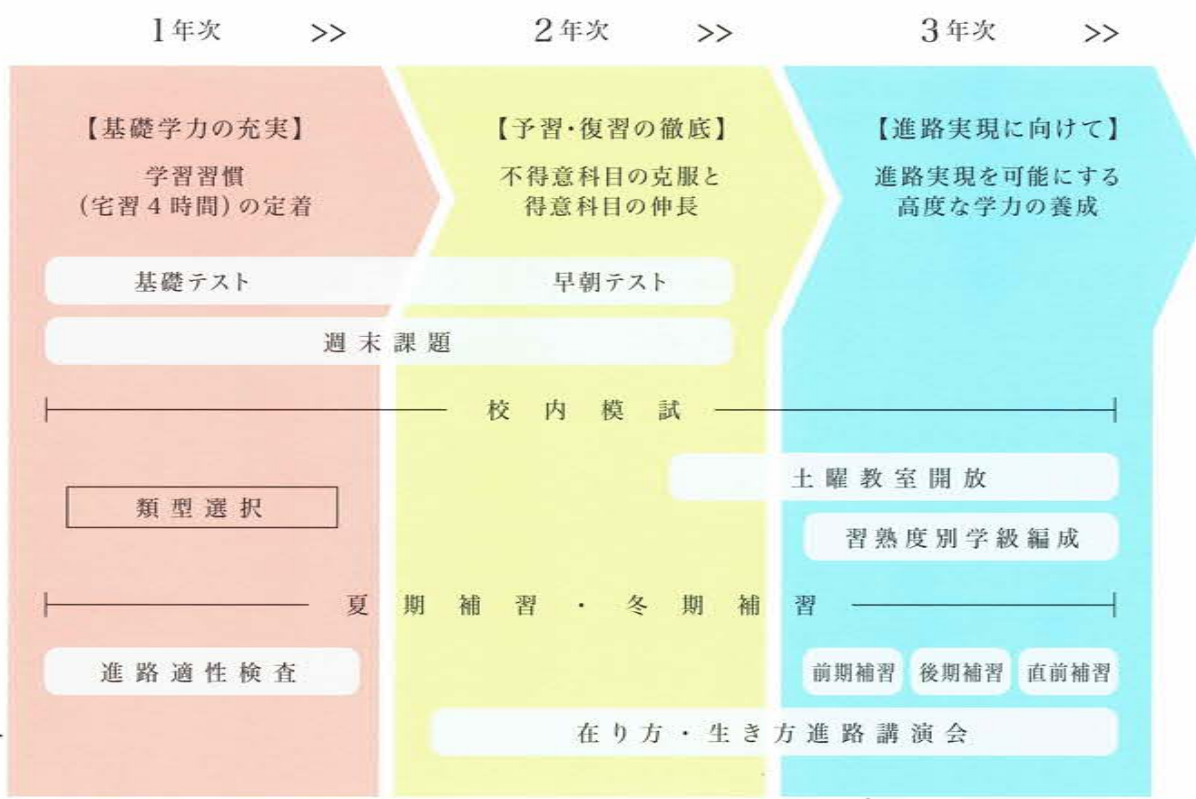 1年次 >> 2年次 >> 3年次 >>
【基礎学力の充実】
学習習慣
(宅習4時間)の定着
【予習・復習の徹底】
不得意科目の克服と
得意科目の伸長
【進路実現に向けて】
進路実現を可能にする
高度な学力の養成
基礎テスト 早朝テスト
週末課題
校内模試
土曜教室開放
類型選択
習熟度別学級編成
夏期補習・冬期補習
進路適性検査
前期補習 後期補習 直前補習
在り方・生き方進路講演会